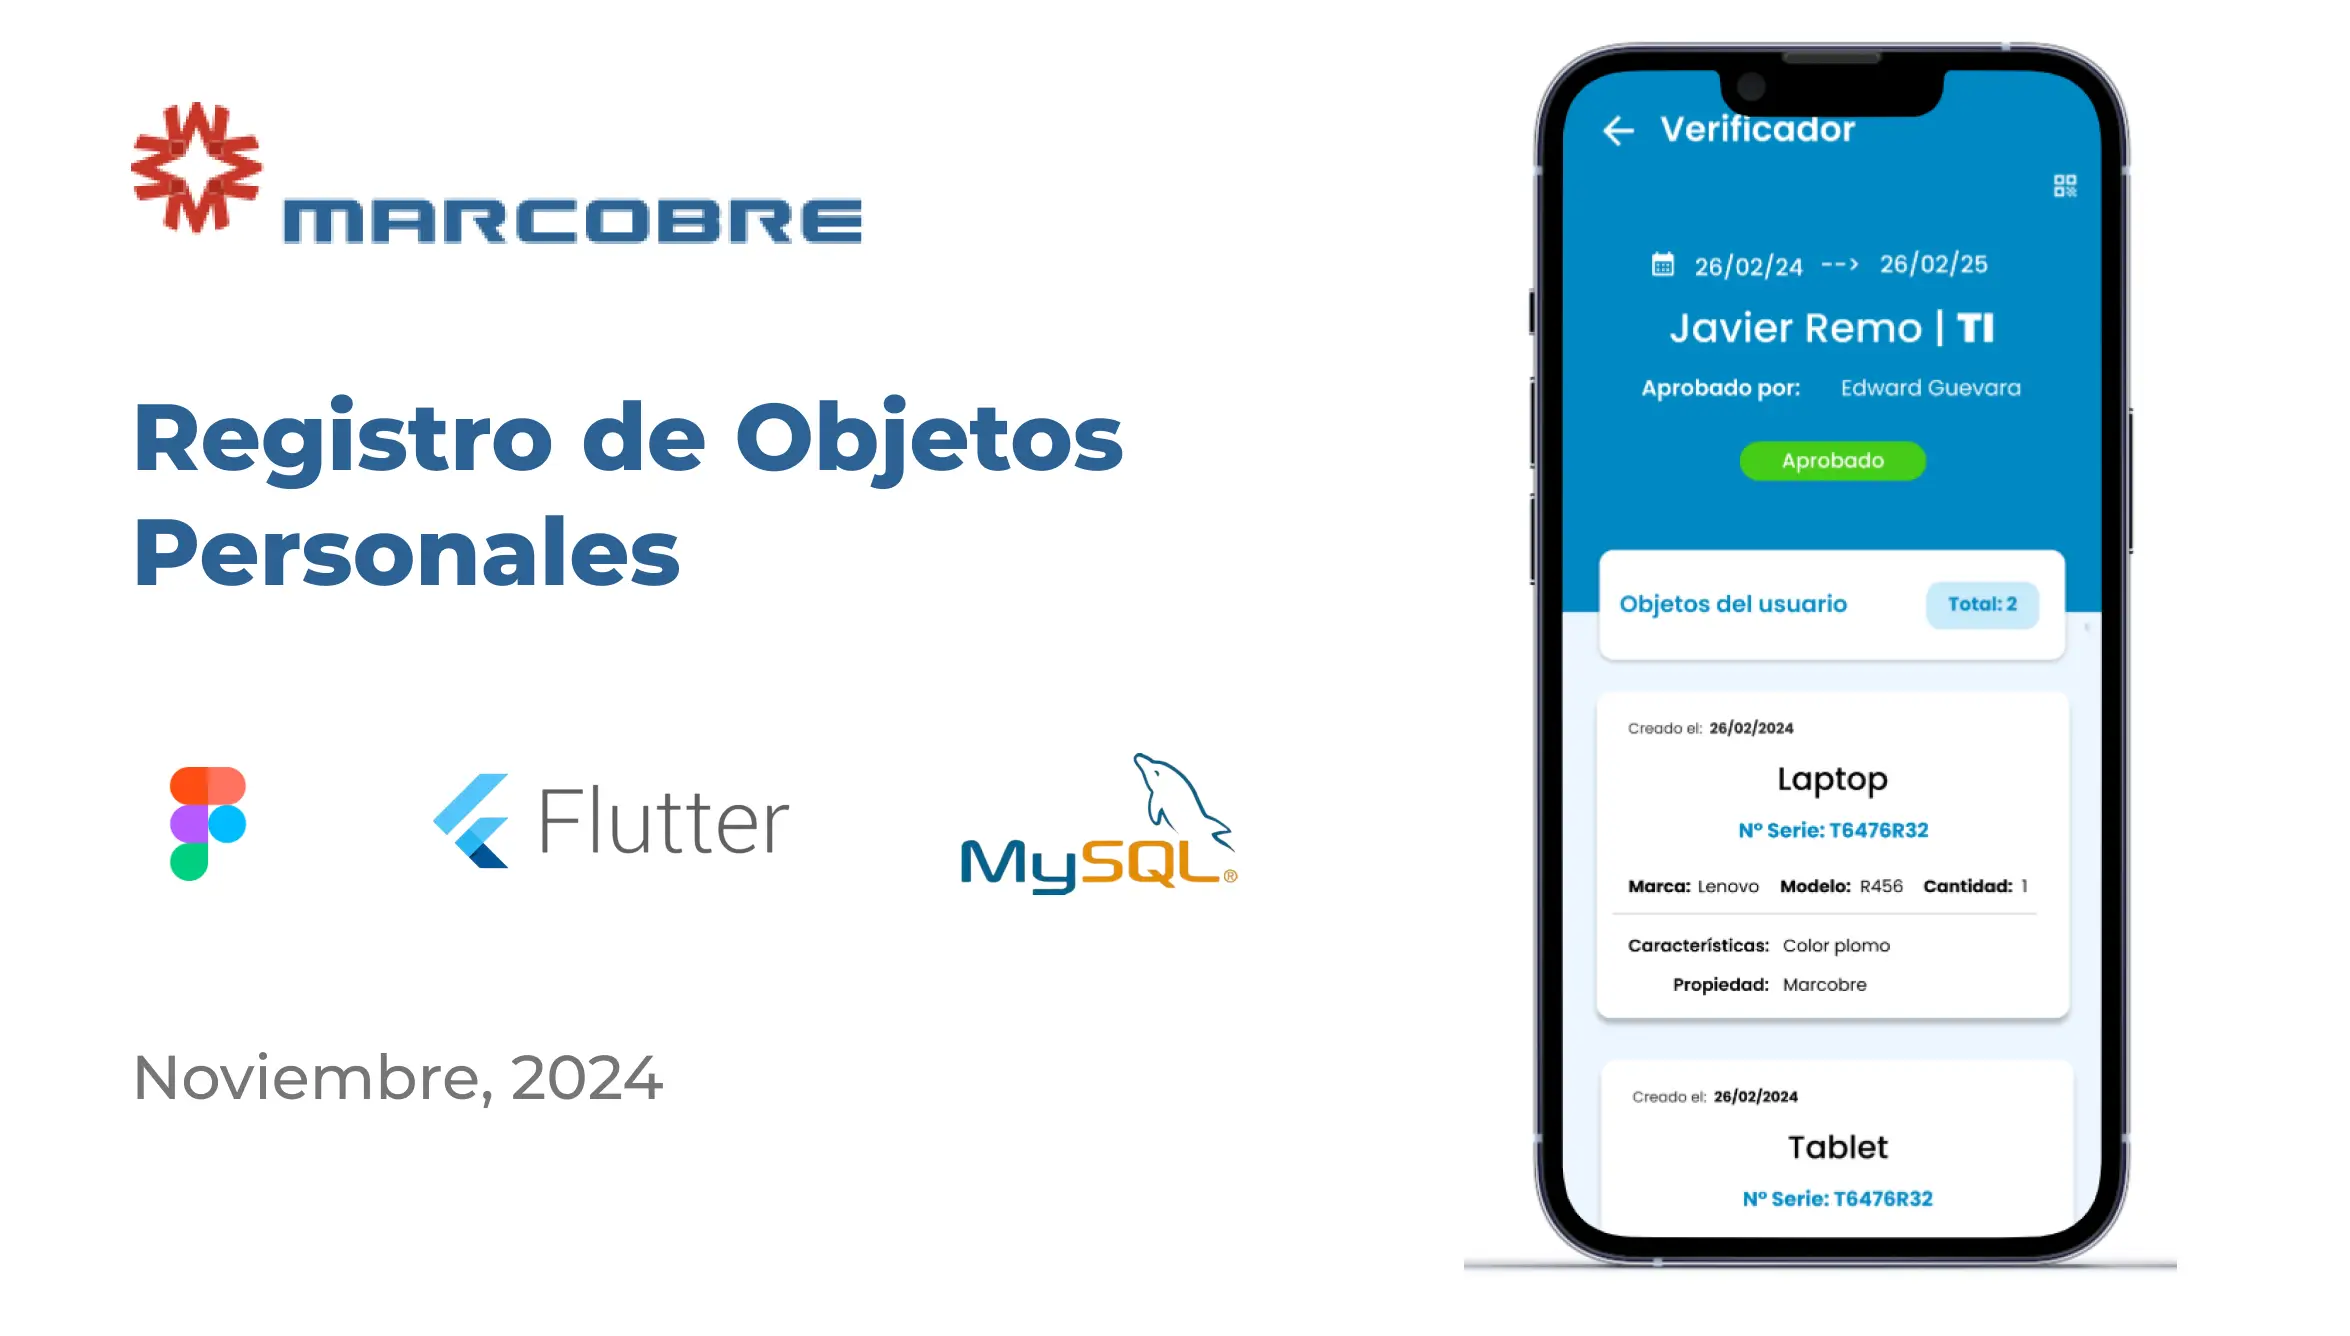 MARCOBRE
Registro de Objetos
Personales
Flutter
MySQL®
Noviembre, 2024
Verificador
26/02/24 --> 26/02/25
Javier Remo | TI
Aprobado por: Edward Guevara
Aprobado
Objetos del usuario Total: 2
Creado el: 26/02/2024
Laptop
Nº Serie: T6476R32
Marca: Lenovo Modelo: R456 Cantidad: 1
Características: Color plomo
Propiedad: Marcobre
Creado el: 26/02/2024
Tablet
Nº Serie: T6476R32